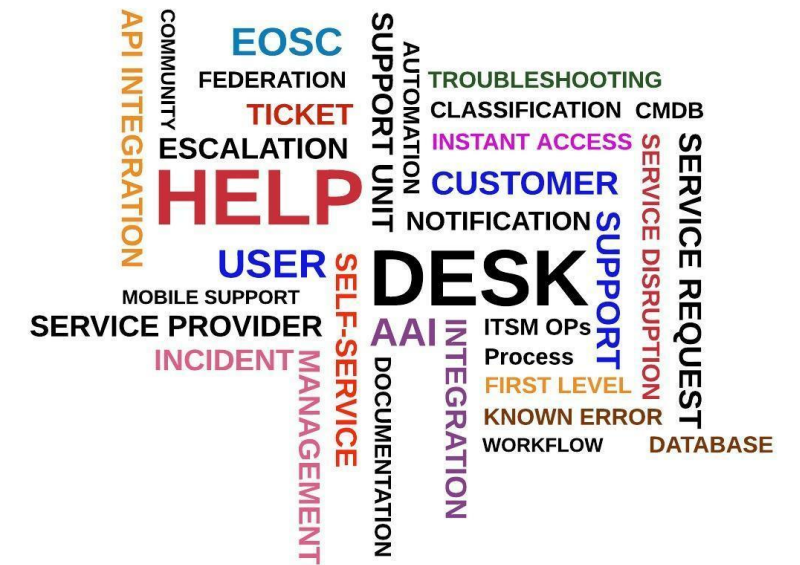 API INTEGRATION
COMMUNITY
EOSC
FEDERATION
TICKET
ESCALATION
HELP
SUPPORT UNIT
AUTOMATION
TROUBLESHOOTING
CLASSIFICATION
CMDB
INSTANT ACCESS
CUSTOMER
NOTIFICATION
SUPPORT
SERVICE DISRUPTION
SERVICE REQUEST
USER
MOBILE SUPPORT
SERVICE PROVIDER
INCIDENT
MANAGEMENT
SELF-SERVICE
DESK
AAI
INTEGRATION
DOCUMENTATION
ITSM OPs
Process
FIRST LEVEL
KNOWN ERROR
WORKFLOW
DATABASE